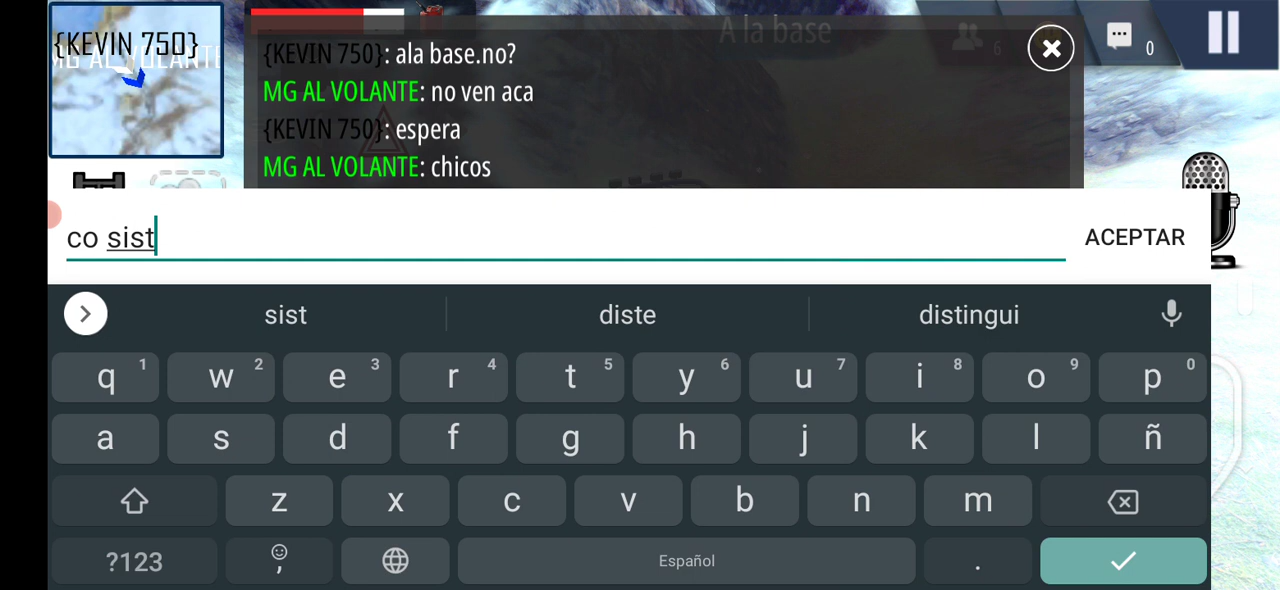 {KEVIN 750}
MG AL VOLANTE
A la base
6
0
{KEVIN 750}: ala base.no?
MG AL VOLANTE: no ven aca
{KEVIN 750}: espera
MG AL VOLANTE: chicos
co sist
ACEPTAR
sist diste distingui
q 1 w 2 e 3 r 4 t 5 y 6 u 7 i 8 o 9 p 0
a s d f g h j k l ñ
z x c v b n m
?123 , Español .